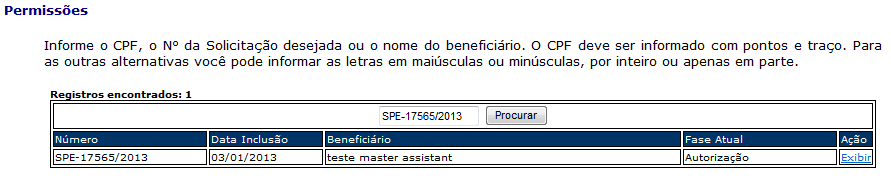 Permissões
Informe o CPF, o Nº da Solicitação desejada ou o nome do beneficiário. O CPF deve ser informado com pontos e traço. Para
as outras alternativas você pode informar as letras em maiúsculas ou minúsculas, por inteiro ou apenas em parte.
Registros encontrados: 1
SPE-17565/2013 Procurar
Número Data Inclusão Beneficiário Fase Atual Ação
SPE-17565/2013 03/01/2013 teste master assistant Autorização Exibir